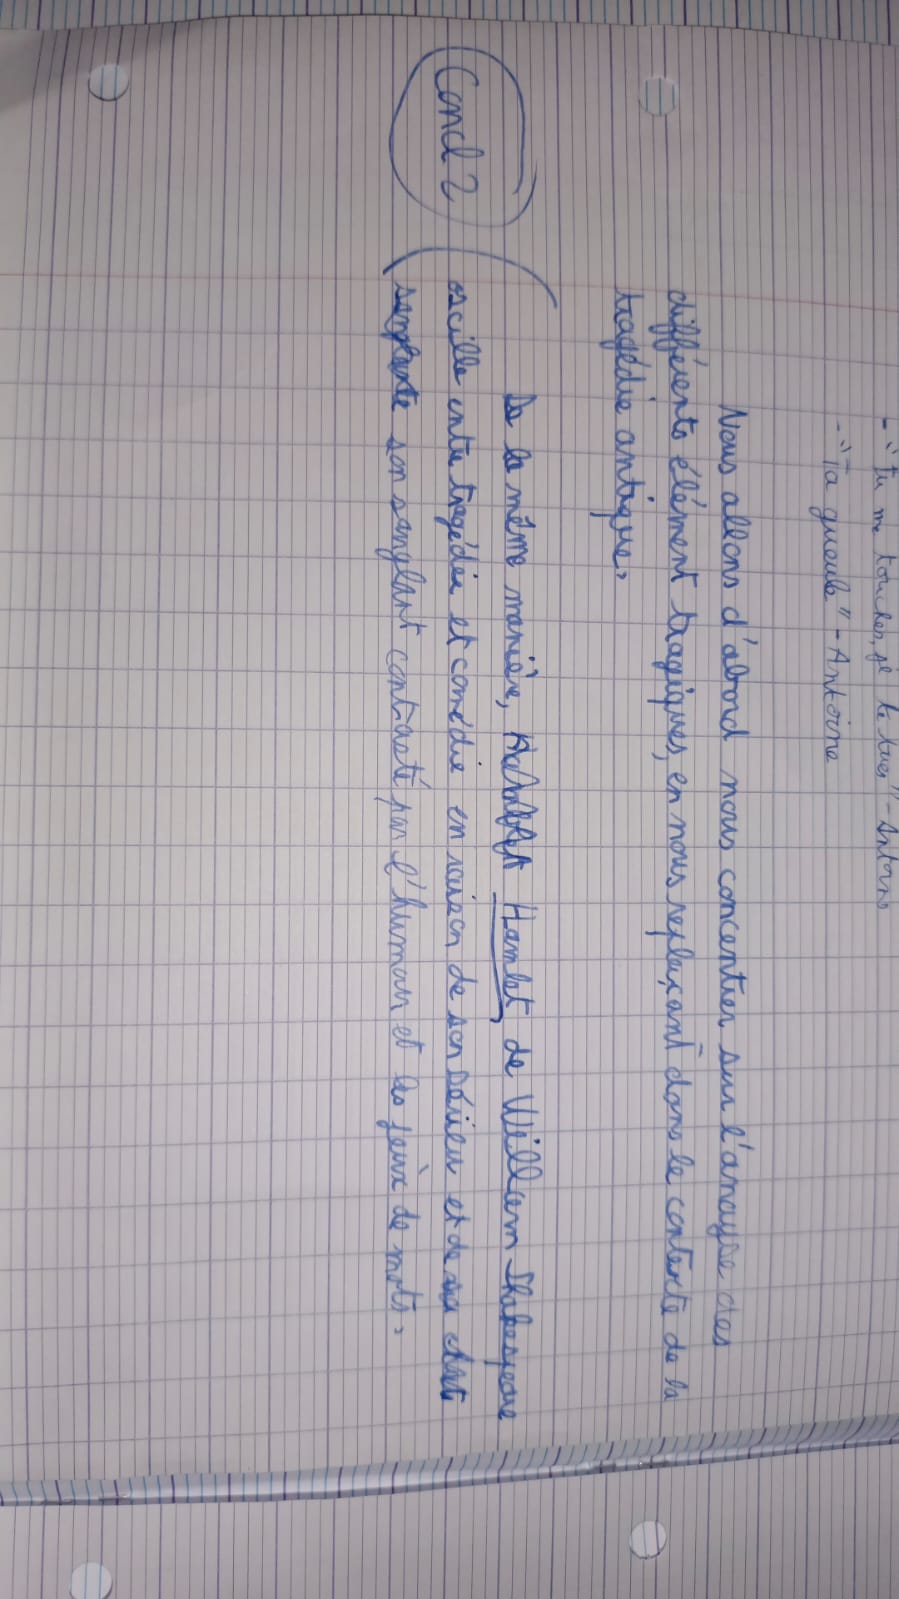 - "Tu me touches, je te tues" - Antoine
- "Ta gueule" - Antoine
Nous allons d'abord nous concentrer sur l'anayse des
différents élément tragiques, en nous replaçant dans le contexte de la
tragédie antique.
De la même manière, Hamlet de William Shakespeare
Concl 2
oscille entre tragédie et comédie en raison de son sérieu et de sa
sanglante son sanglant contrasté par l'humour et les jeux de mots.